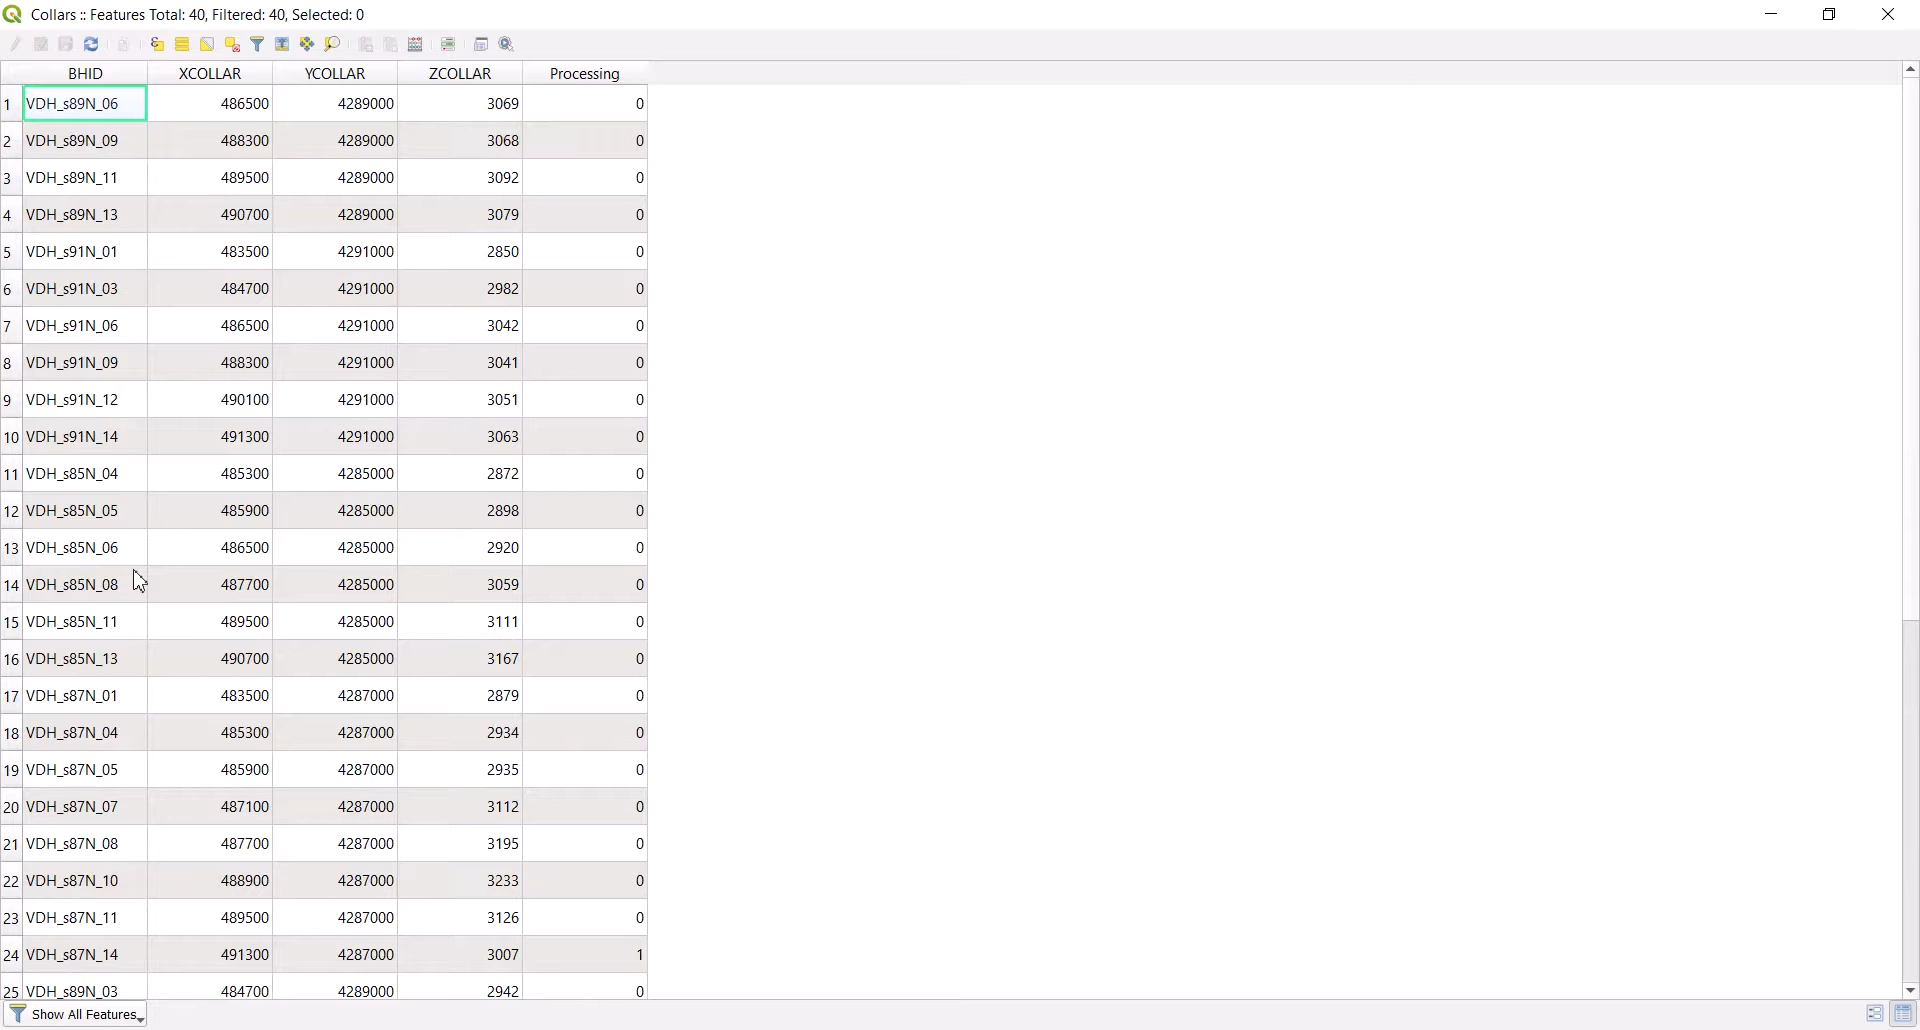 Collars :: Features Total: 40, Filtered: 40, Selected: 0
BHID XCOLLAR YCOLLAR ZCOLLAR Processing
1 VDH_s89N_06 486500 4289000 3069 0
2 VDH_s89N_09 488300 4289000 3068 0
3 VDH_s89N_11 489500 4289000 3092 0
4 VDH_s89N_13 490700 4289000 3079 0
5 VDH_s91N_01 483500 4291000 2850 0
6 VDH_s91N_03 484700 4291000 2982 0
7 VDH_s91N_06 486500 4291000 3042 0
8 VDH_s91N_09 488300 4291000 3041 0
9 VDH_s91N_12 490100 4291000 3051 0
10 VDH_s91N_14 491300 4291000 3063 0
11 VDH_s85N_04 485300 4285000 2872 0
12 VDH_s85N_05 485900 4285000 2898 0
13 VDH_s85N_06 486500 4285000 2920 0
14 VDH_s85N_08 487700 4285000 3059 0
15 VDH_s85N_11 489500 4285000 3111 0
16 VDH_s85N_13 490700 4285000 3167 0
17 VDH_s87N_01 483500 4287000 2879 0
18 VDH_s87N_04 485300 4287000 2934 0
19 VDH_s87N_05 485900 4287000 2935 0
20 VDH_s87N_07 487100 4287000 3112 0
21 VDH_s87N_08 487700 4287000 3195 0
22 VDH_s87N_10 488900 4287000 3233 0
23 VDH_s87N_11 489500 4287000 3126 0
24 VDH_s87N_14 491300 4287000 3007 1
25 VDH_s89N_03 484700 4289000 2942 0
Show All Features